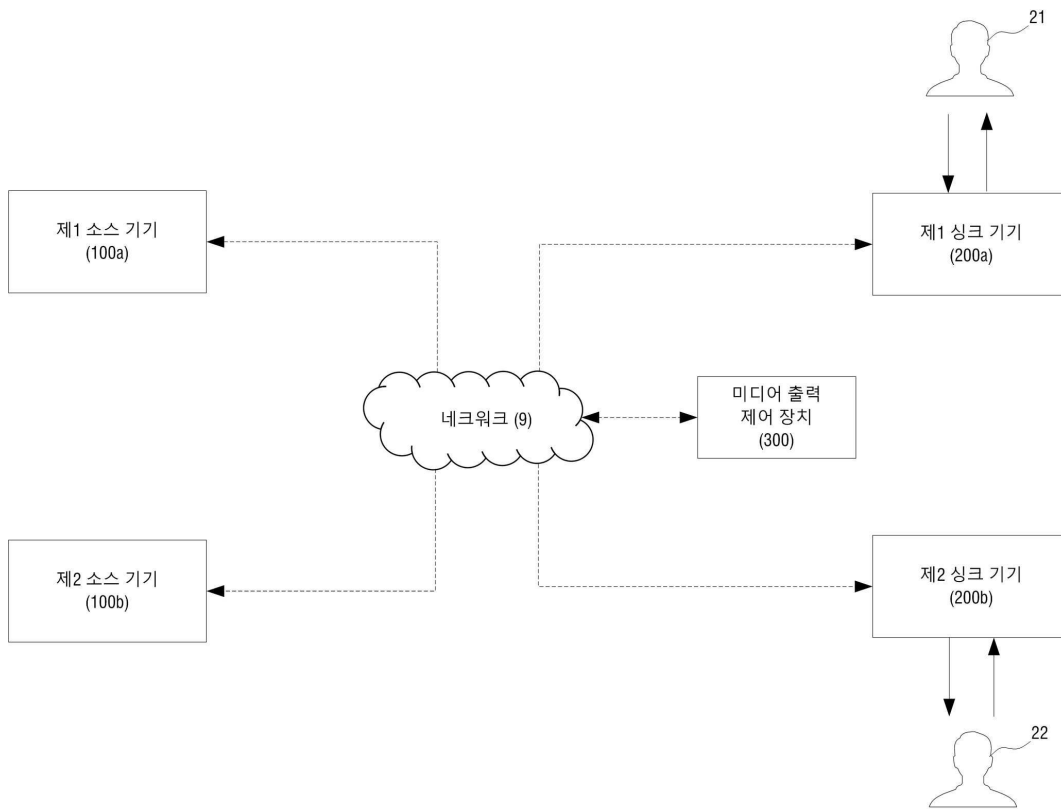 21
제1 소스 기기
(100a)
제1 싱크 기기
(200a)
네크워크 (9)
미디어 출력
제어 장치
(300)
제2 소스 기기
(100b)
제2 싱크 기기
(200b)
22